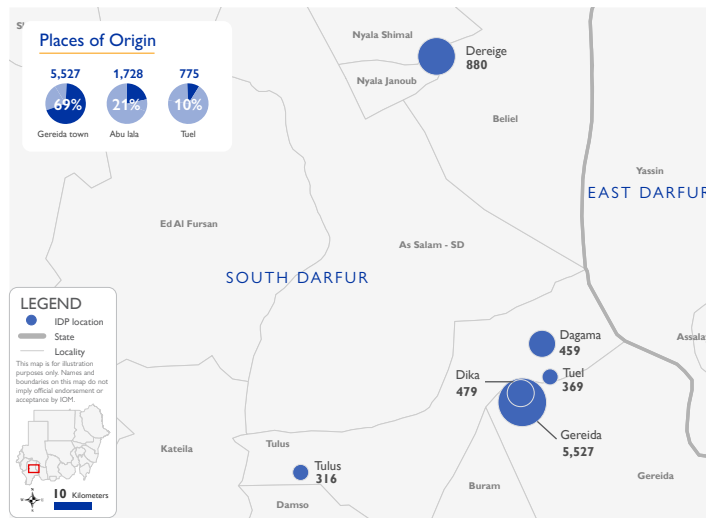 Places of Origin
5,527
1,728
775
69%
21%
10%
Gereida town
Abu lala
Tuel
Nyala Shimal
Dereige
880
Nyala Janoub
Beliel
Yassin
EAST DARFUR
Ed Al Fursan
As Salam - SD
SOUTH DARFUR
LEGEND
IDP location
State
Locality
This map is for illustration
purposes only. Names and
boundaries on this map do not
imply official endorsement or
acceptance by IOM.
10 Kilometers
Dagama
459
Assala
Dika
479
Tuel
369
Gereida
5,527
Kateila
Tulus
Tulus
316
Damso
Buram
Gereida